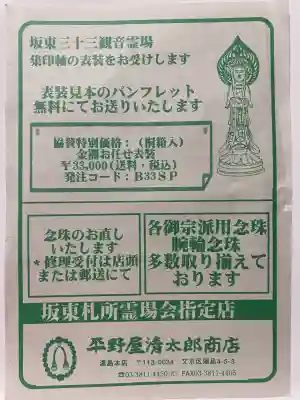 坂東三十三観音霊場
集印軸の表装をお受けします
表装見本のパンフレット
無料にてお送りいたします
協賛特別価格：（桐箱入）
金襴お任せ表装
￥33,000(送料・税込)
発注コード：B33SP
念珠のお直し
いたします
*修理受付は店頭
または郵送にて
各御宗派用念珠
腕輪念珠
多数取り揃えて
おります
坂東札所霊場会指定店
平野屋清太郎商店
湯島本店 〒113-0034 文京区湯島4-5-3